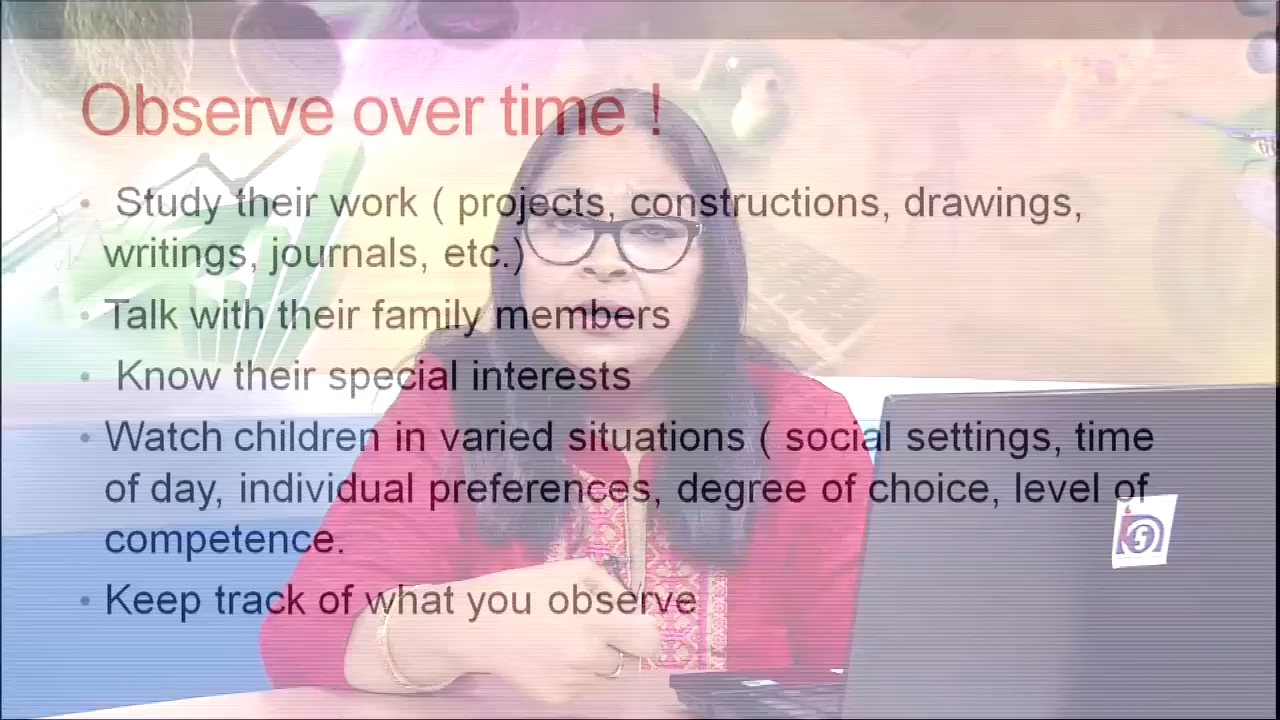 Observe over time !
• Study their work ( projects, constructions, drawings,
writings, journals, etc.)
• Talk with their family members
• Know their special interests
• Watch children in varied situations ( social settings, time
of day, individual preferences, degree of choice, level of
competence.
• Keep track of what you observe